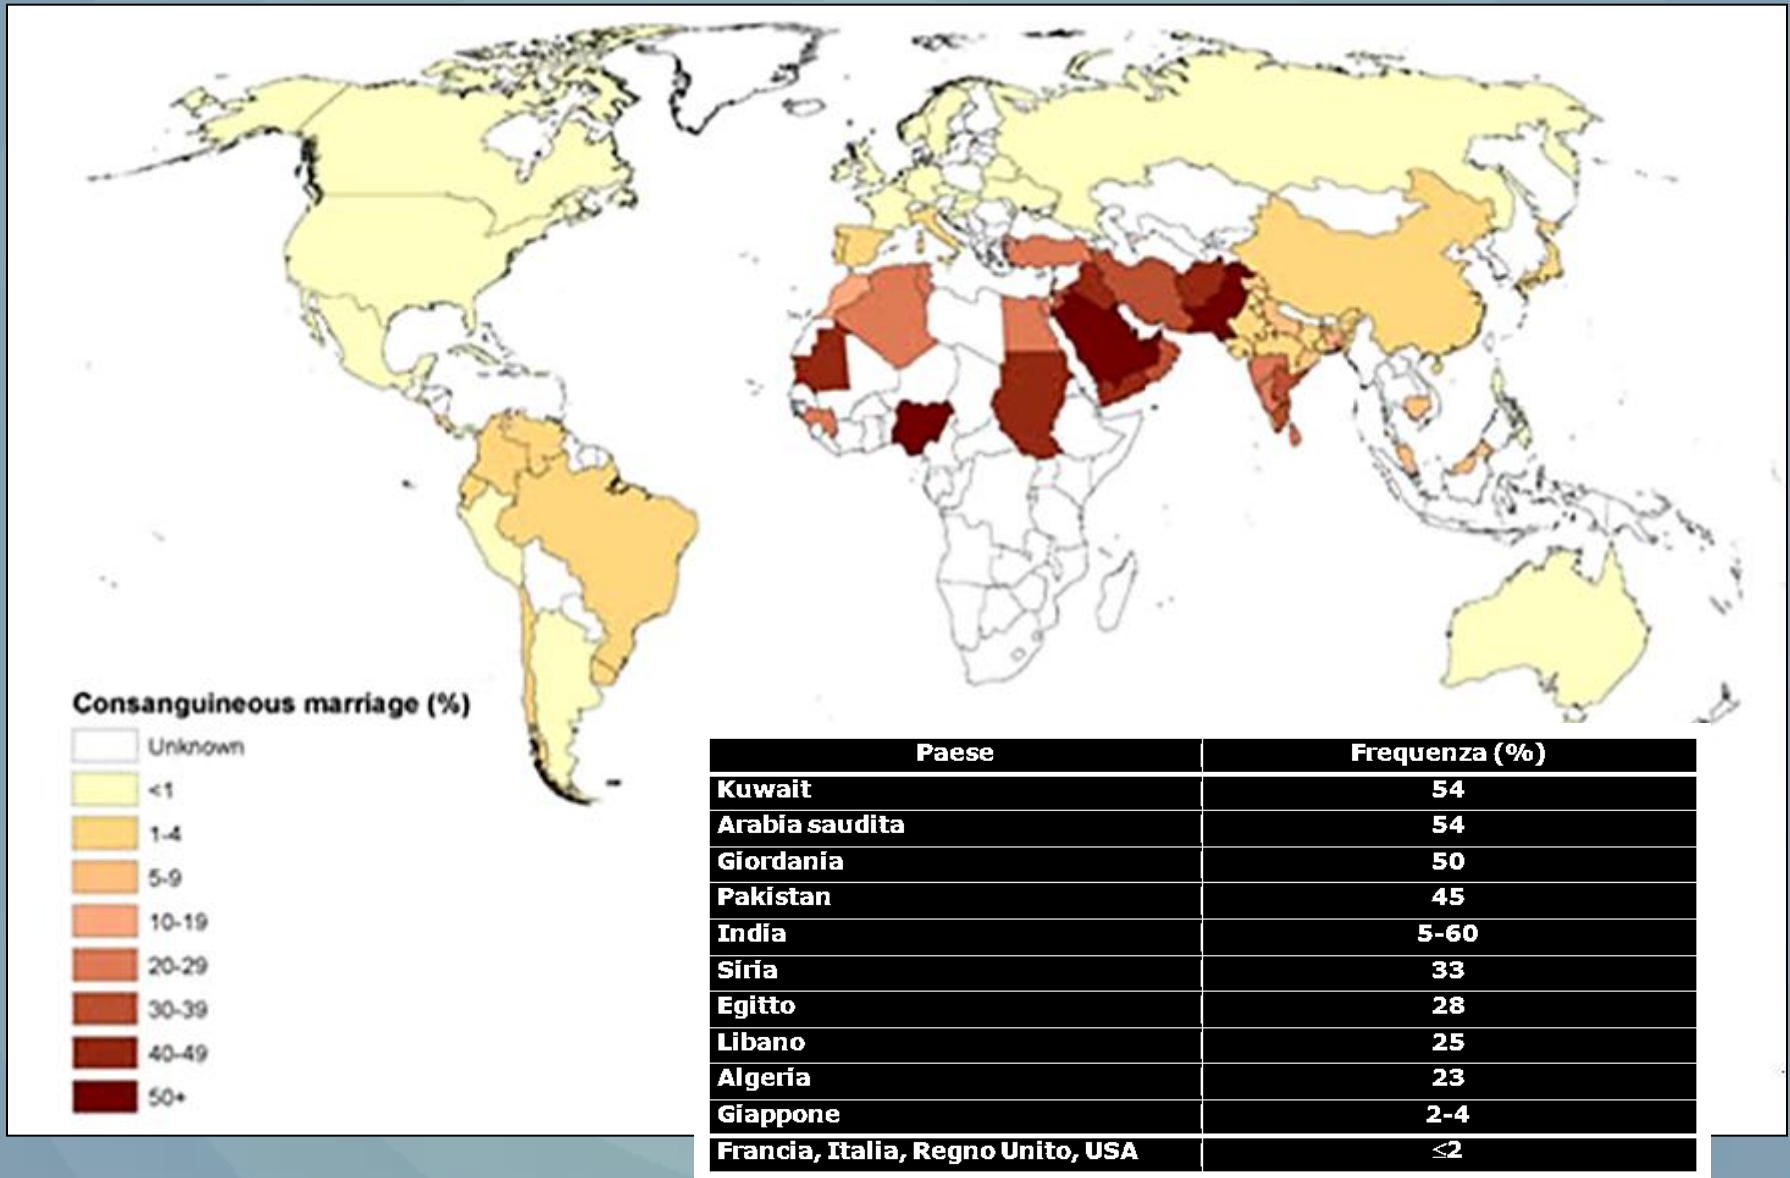 Consanguineous marriage (%)
Unknown
<1
1-4
5-9
10-19
20-29
30-39
40-49
50+
Paese Frequenza (%)
Kuwait 54
Arabia saudita 54
Giordania 50
Pakistan 45
India 5-60
Siria 33
Egitto 28
Libano 25
Algeria 23
Giappone 2-4
Francia, Italia, Regno Unito, USA ≤2